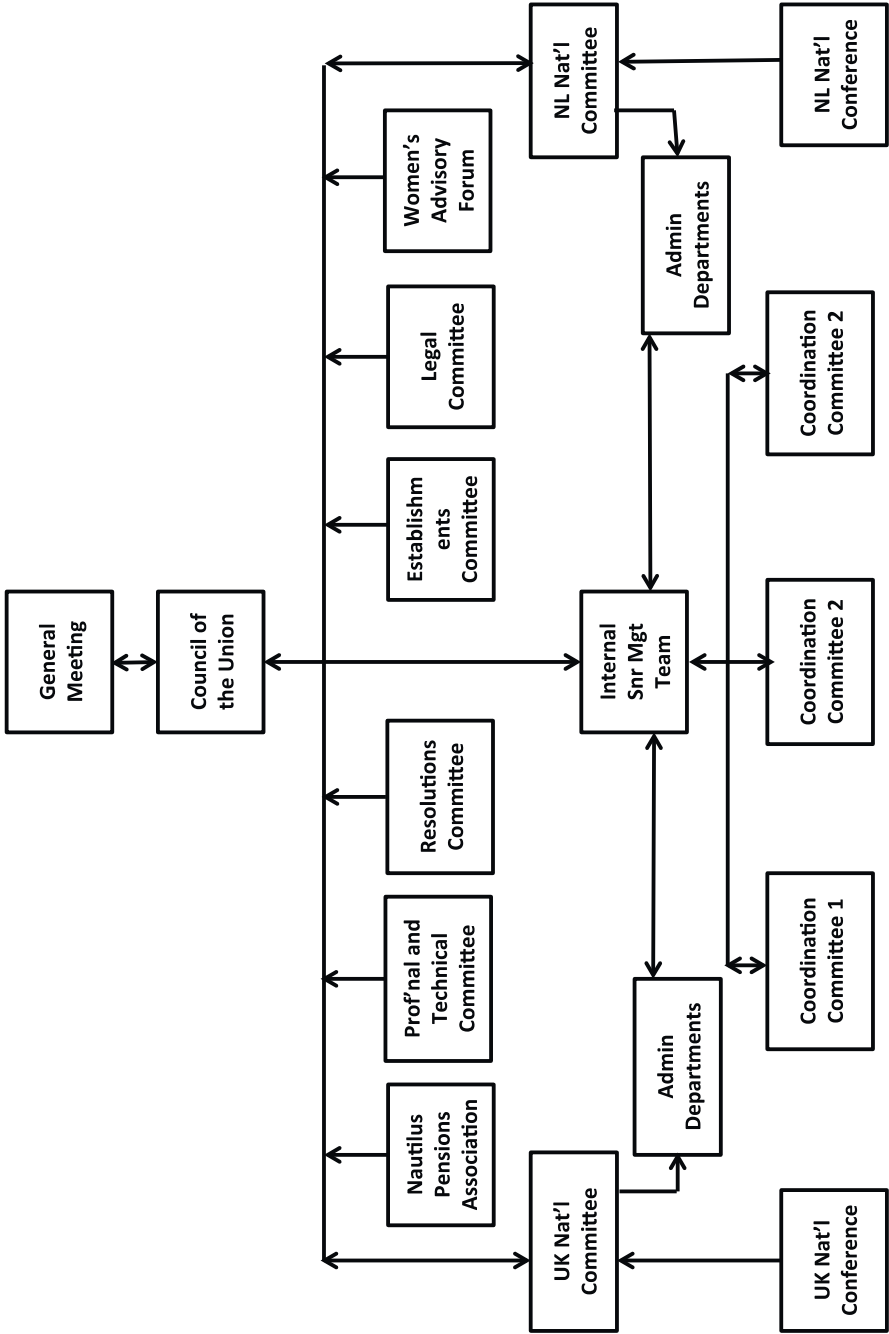 General
Meeting
Council of
the Union
Nautilus
Pensions
Association
Prof'nal and
Technical
Committee
Resolutions
Committee
Establishm
ents
Committee
Legal
Committee
Women's
Advisory
Forum
UK Nat'l
Committee
Internal
Snr Mgt
Team
NL Nat'l
Committee
Admin
Departments
Admin
Departments
UK Nat'l
Conference
Coordination
Committee 1
Coordination
Committee 2
Coordination
Committee 2
NL Nat'l
Conference